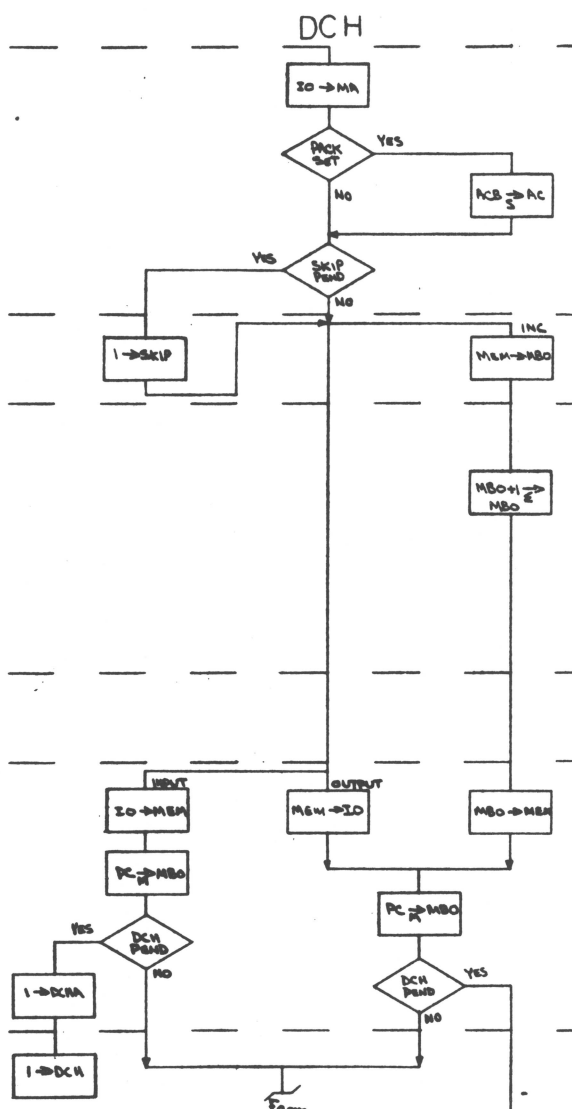 DCH
IO→MA
PACK
SET
YES
NO
ACB →S AC
SKIP
PEND
YES
NO
1→SKIP
INC
MEM→MBO
MBO+1 →
MBO
INPUT
IO→MEM
OUTPUT
MEM→IO
MBO→MEM
PC →M MBO
PC → MBO
DCH
PEND
YES
NO
DCH
PEND
YES
NO
1→DCHA
1→DCH